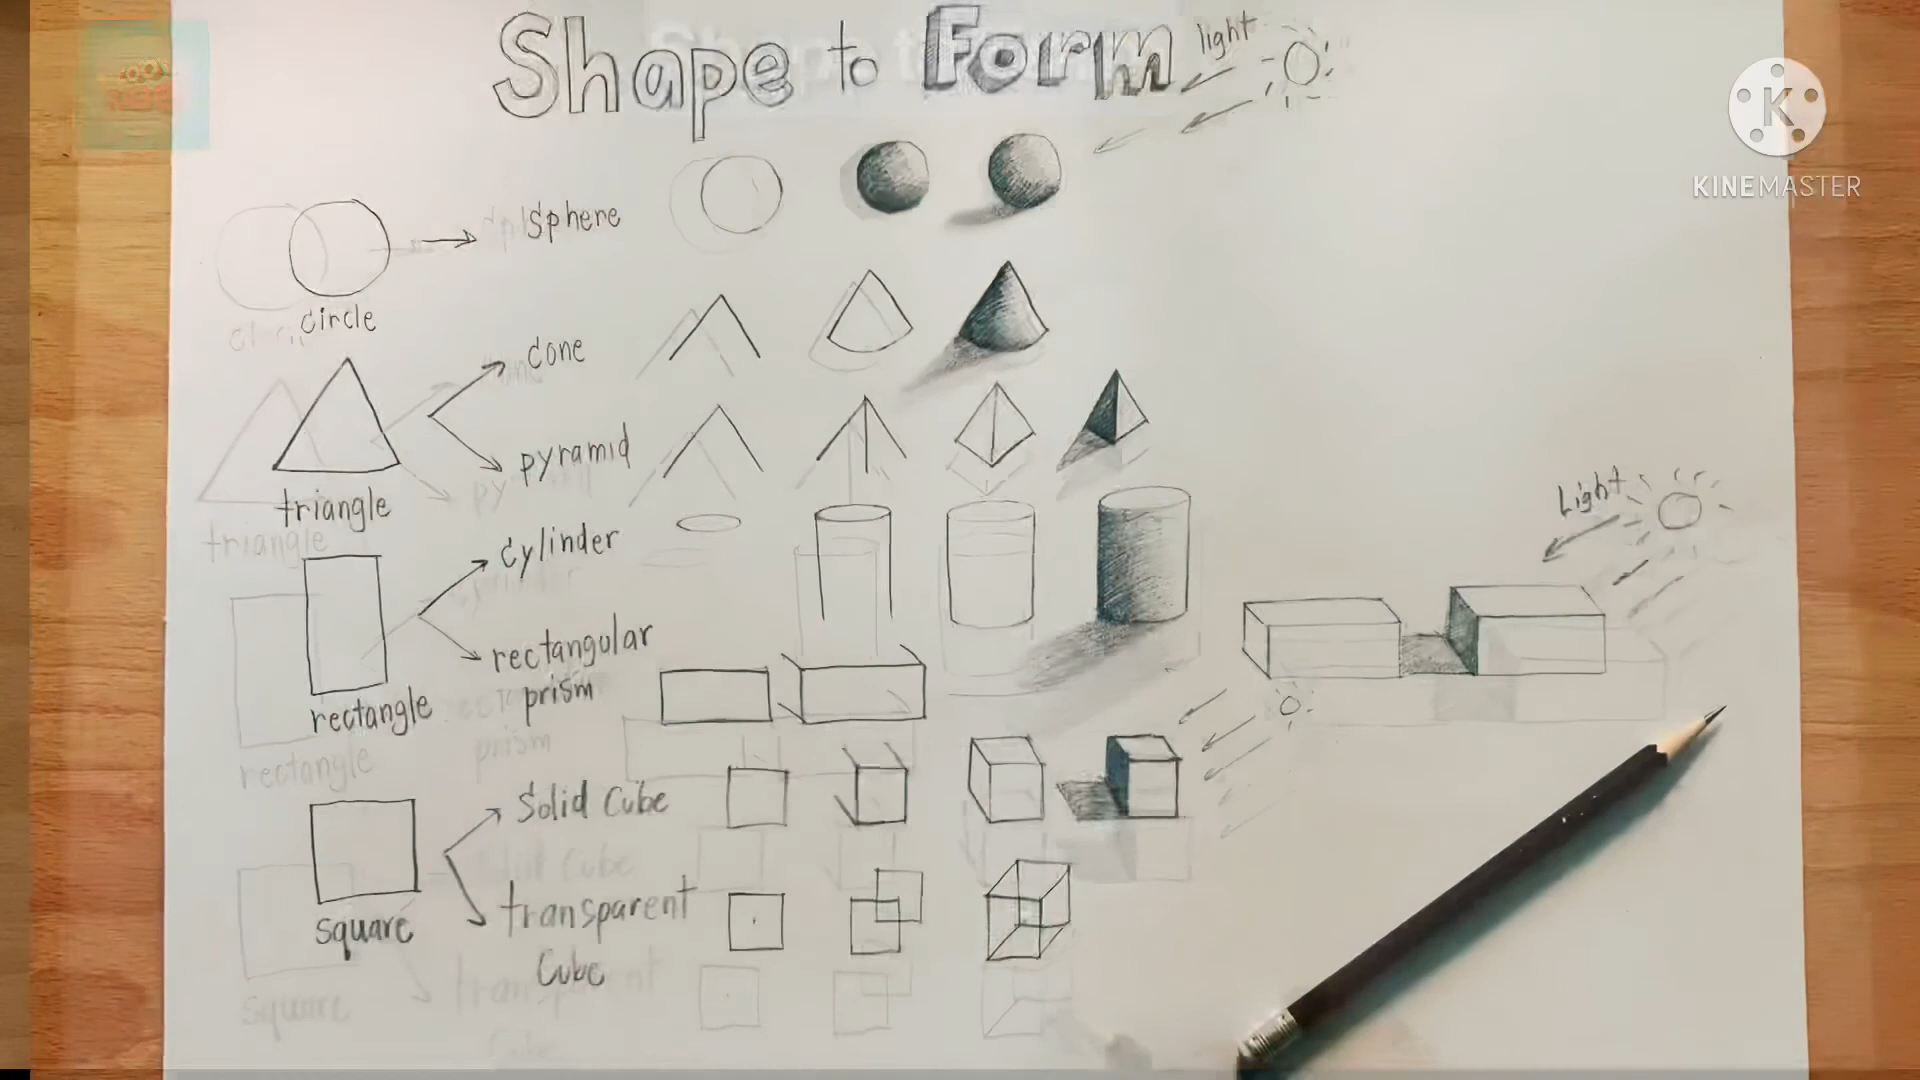 Shape to Form
light
Sphere
circle
cone
pyramid
triangle
cylinder
rectangular
prism
rectangle
Light
Solid Cube
transparent
Cube
square
K
KINEMASTER